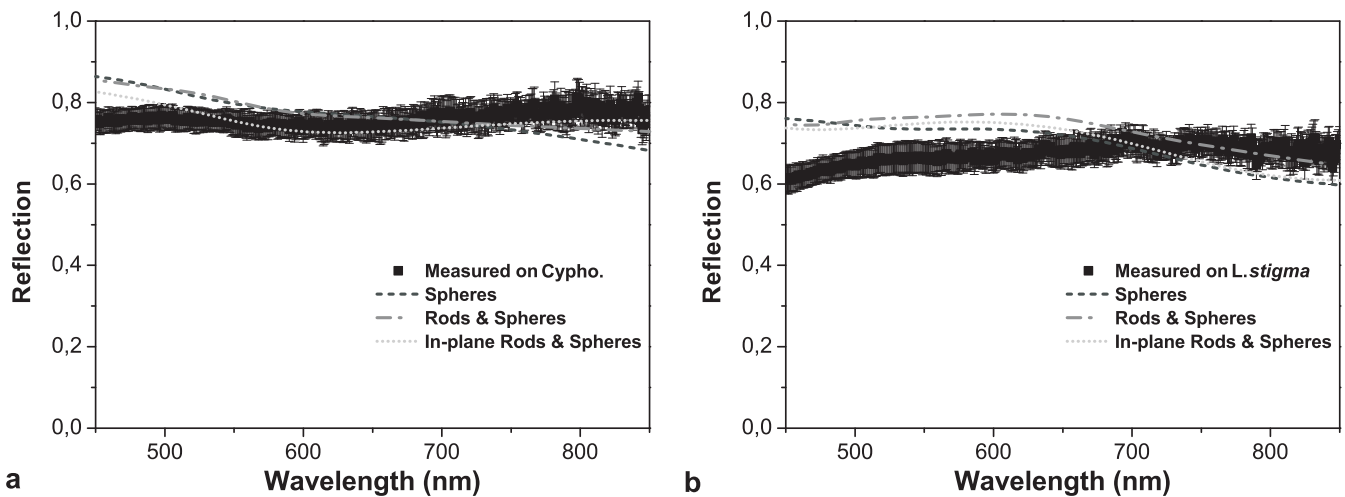 1,0
0,8
0,6
0,4
0,2
0,0
Reflection
500 600 700 800
Wavelength (nm)
Measured on Cypho.
Spheres
Rods & Spheres
In-plane Rods & Spheres
a
1,0
0,8
0,6
0,4
0,2
0,0
Reflection
500 600 700 800
Wavelength (nm)
Measured on L.stigma
Spheres
Rods & Spheres
In-plane Rods & Spheres
b